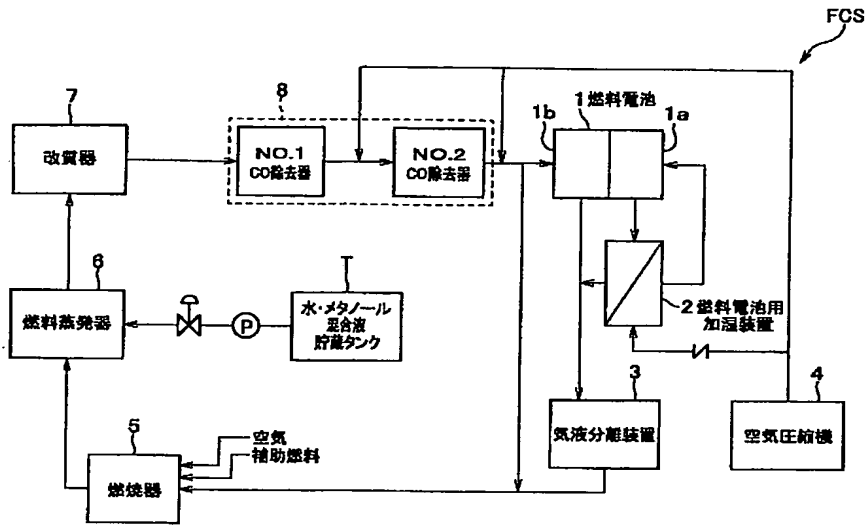 FCS
8
7
1 燃料電池
1b
1a
改質器
NO.1
CO除去器
NO.2
CO除去器
6
燃料蒸発器
P
T
水・メタノール
混合液
貯蔵タンク
2 燃料電池用
加湿装置
3
気液分離装置
4
空気圧縮機
5
燃焼器
空気
補助燃料